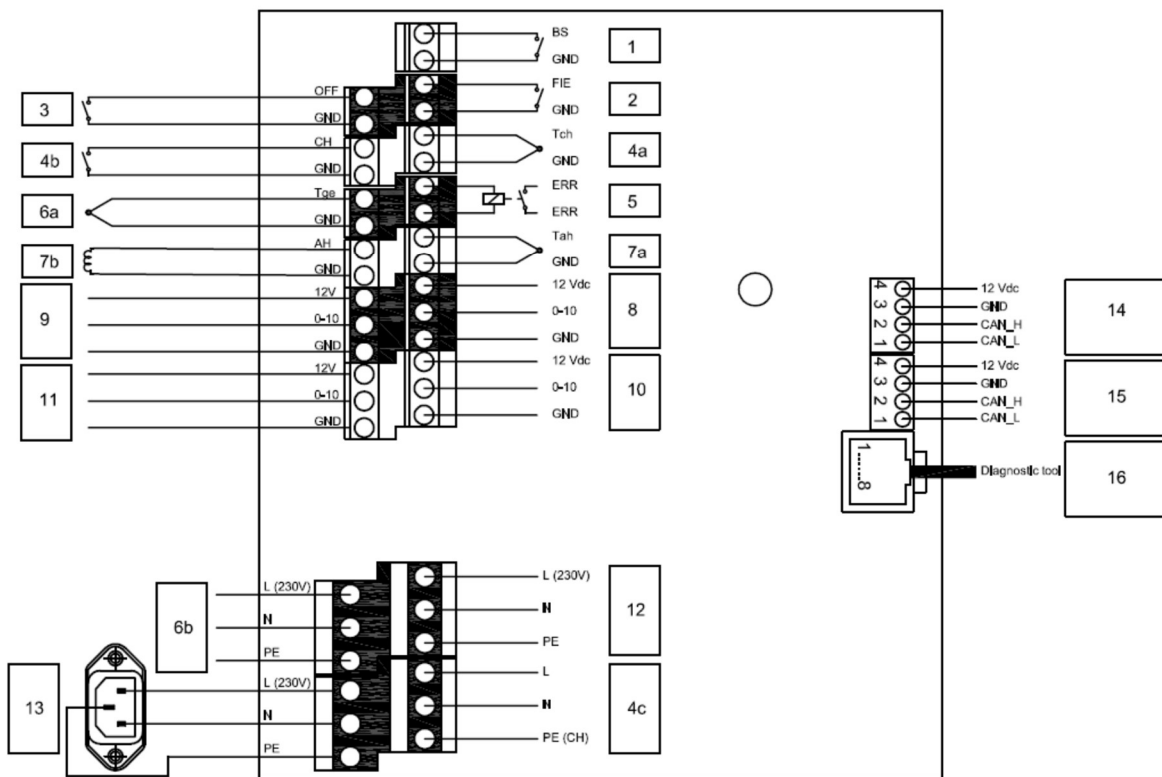 BS
GND
1
FIE
GND
2
OFF
GND
3
Tch
GND
4a
CH
GND
4b
ERR
ERR
5
Tge
GND
6a
Tah
GND
7a
AH
GND
7b
12 Vdc
0-10
GND
8
12V
0-10
GND
9
12 Vdc
0-10
GND
10
12V
0-10
GND
11
4 12 Vdc
3 GND
2 CAN_H
1 CAN_L
14
4 12 Vdc
3 GND
2 CAN_H
1 CAN_L
15
1......8
Diagnostic tool
16
L (230V)
N
PE
6b
L (230V)
N
PE
12
L (230V)
N
PE
13
L
N
PE (CH)
4c